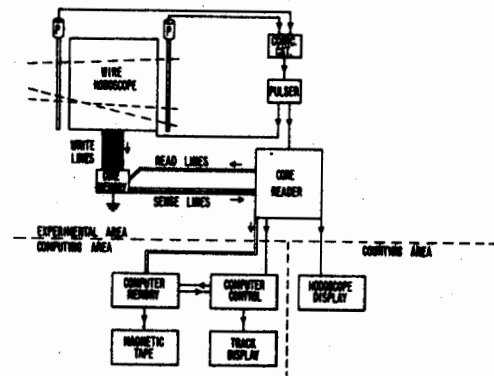 P
P
COINC.
CKT.
WIRE
HODOSCOPE
PULSER
WRITE
LINES
READ LINES
CORE
MEMORY
CORE
READER
SENSE LINES
EXPERIMENTAL AREA
COMPUTING AREA
COUNTING AREA
COMPUTER
MEMORY
COMPUTER
CONTROL
HODOSCOPE
DISPLAY
MAGNETIC
TAPE
TRACK
DISPLAY